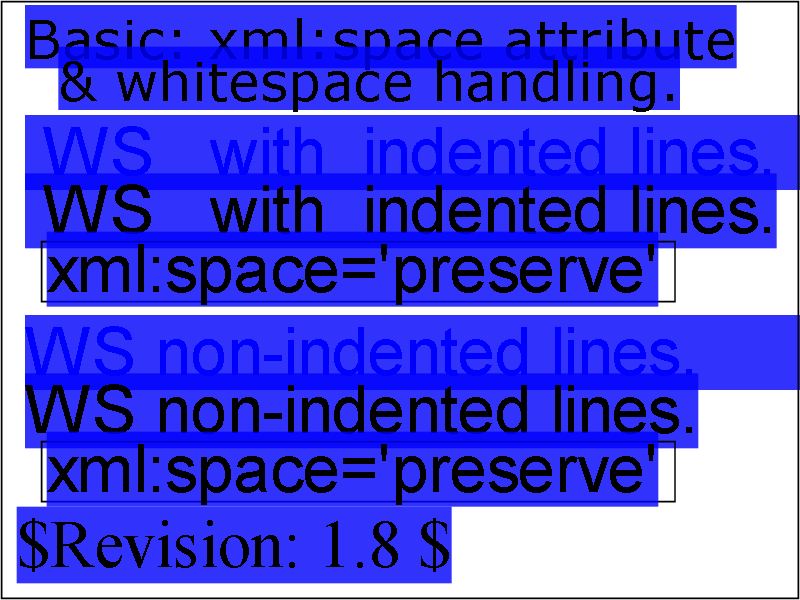 Basic: xml:space attribute
& whitespace handling.
WS   with  indented lines.
WS   with  indented lines.
xml:space='preserve'
WS non-indented lines.
WS non-indented lines.
xml:space='preserve'
$Revision: 1.8 $